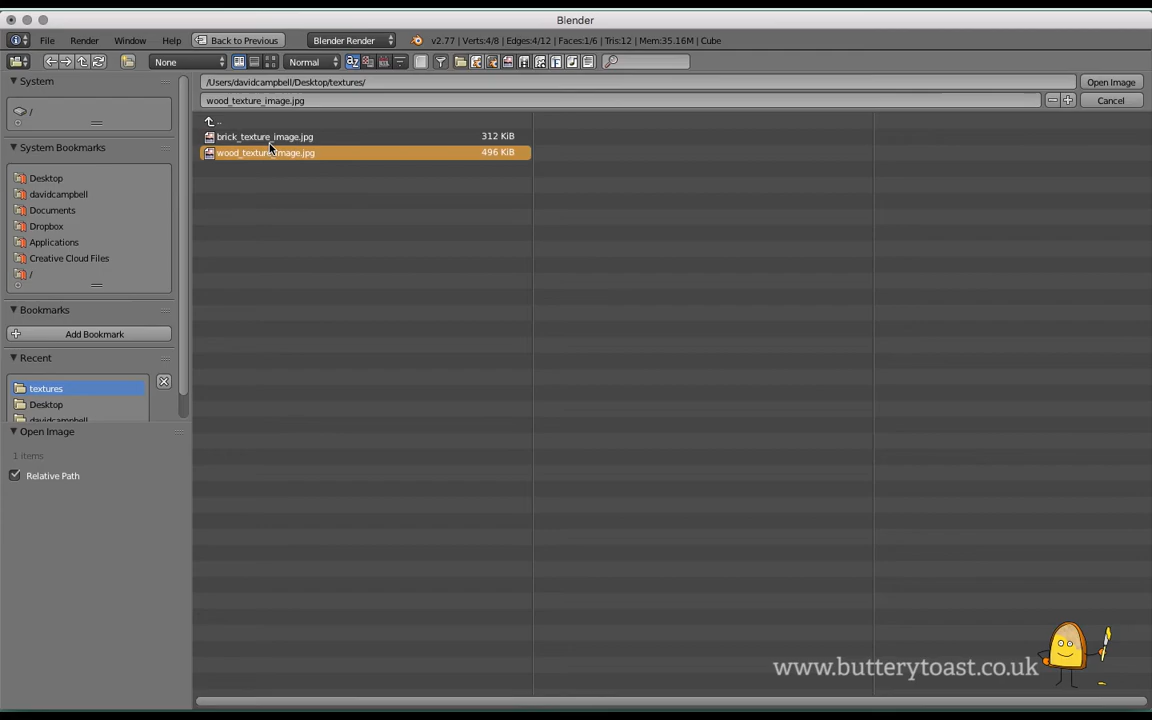 Blender
File Render Window Help Back to Previous Blender Render v2.77 | Verts:4/8 | Edges:4/12 | Faces:1/6 | Tris:12 | Mem:35.16M | Cube
None Normal
System
/Users/davidcampbell/Desktop/textures/ Open Image
wood_texture_image.jpg Cancel
/
..
brick_texture_image.jpg 312 KiB
System Bookmarks
wood_texture_image.jpg 496 KiB
Desktop
davidcampbell
Documents
Dropbox
Applications
Creative Cloud Files
/
Bookmarks
Add Bookmark
Recent
textures
Desktop
davidcampbell
Open Image
1 items
Relative Path
www.butterytoast.co.uk